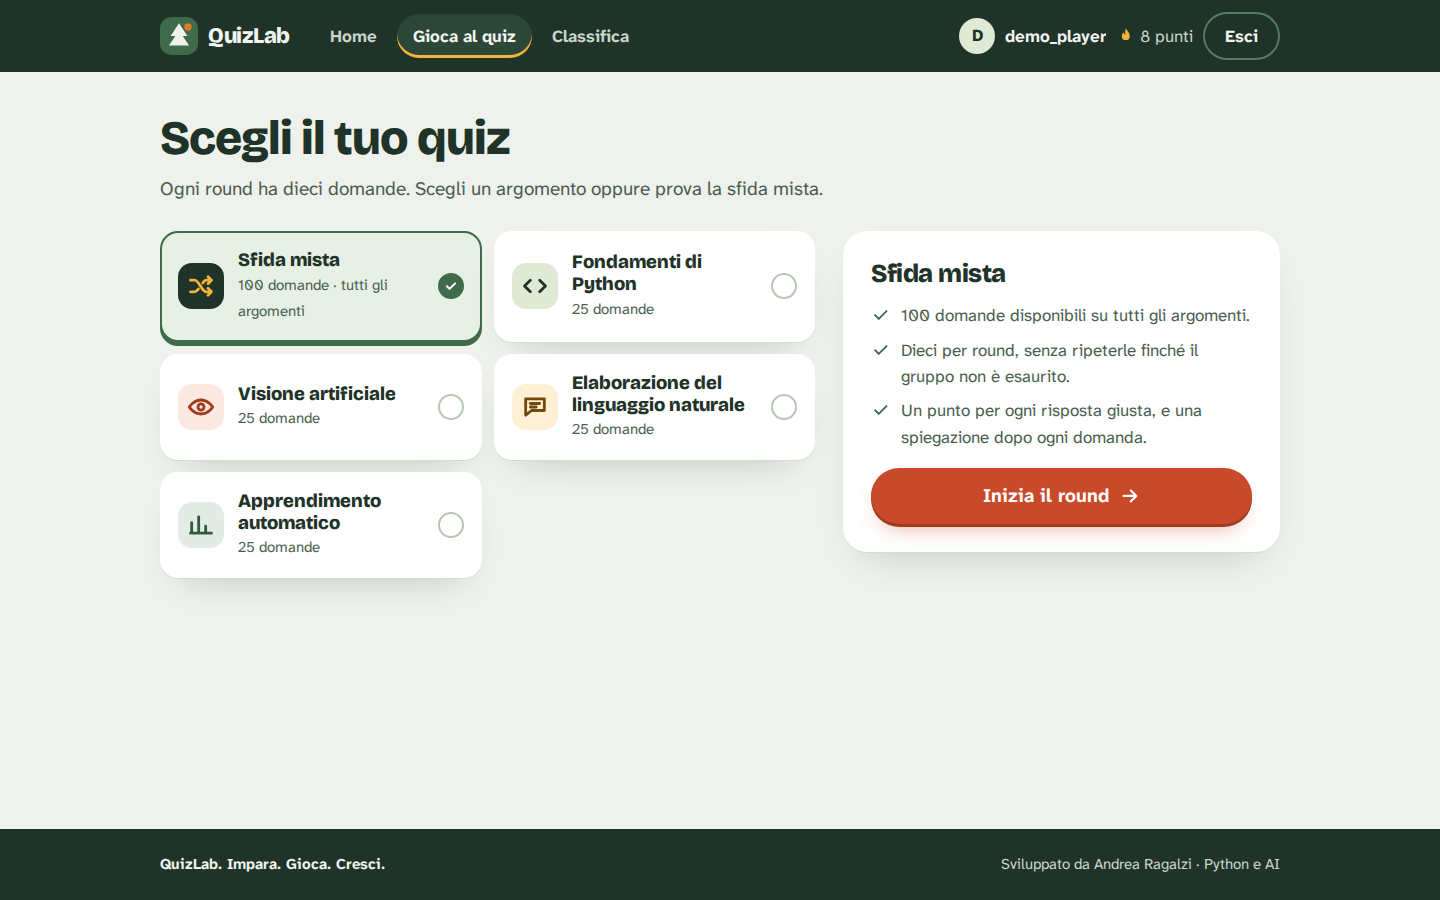 QuizLab
Home
Gioca al quiz
Classifica
D
demo_player
8 punti
Esci
Scegli il tuo quiz
Ogni round ha dieci domande. Scegli un argomento oppure prova la sfida mista.
Sfida mista
100 domande · tutti gli
argomenti
Fondamenti di
Python
25 domande
Visione artificiale
25 domande
Elaborazione del
linguaggio naturale
25 domande
Apprendimento
automatico
25 domande
Sfida mista
100 domande disponibili su tutti gli argomenti.
Dieci per round, senza ripeterle finché il
gruppo non è esaurito.
Un punto per ogni risposta giusta, e una
spiegazione dopo ogni domanda.
Inizia il round
QuizLab. Impara. Gioca. Cresci.
Sviluppato da Andrea Ragalzi · Python e AI